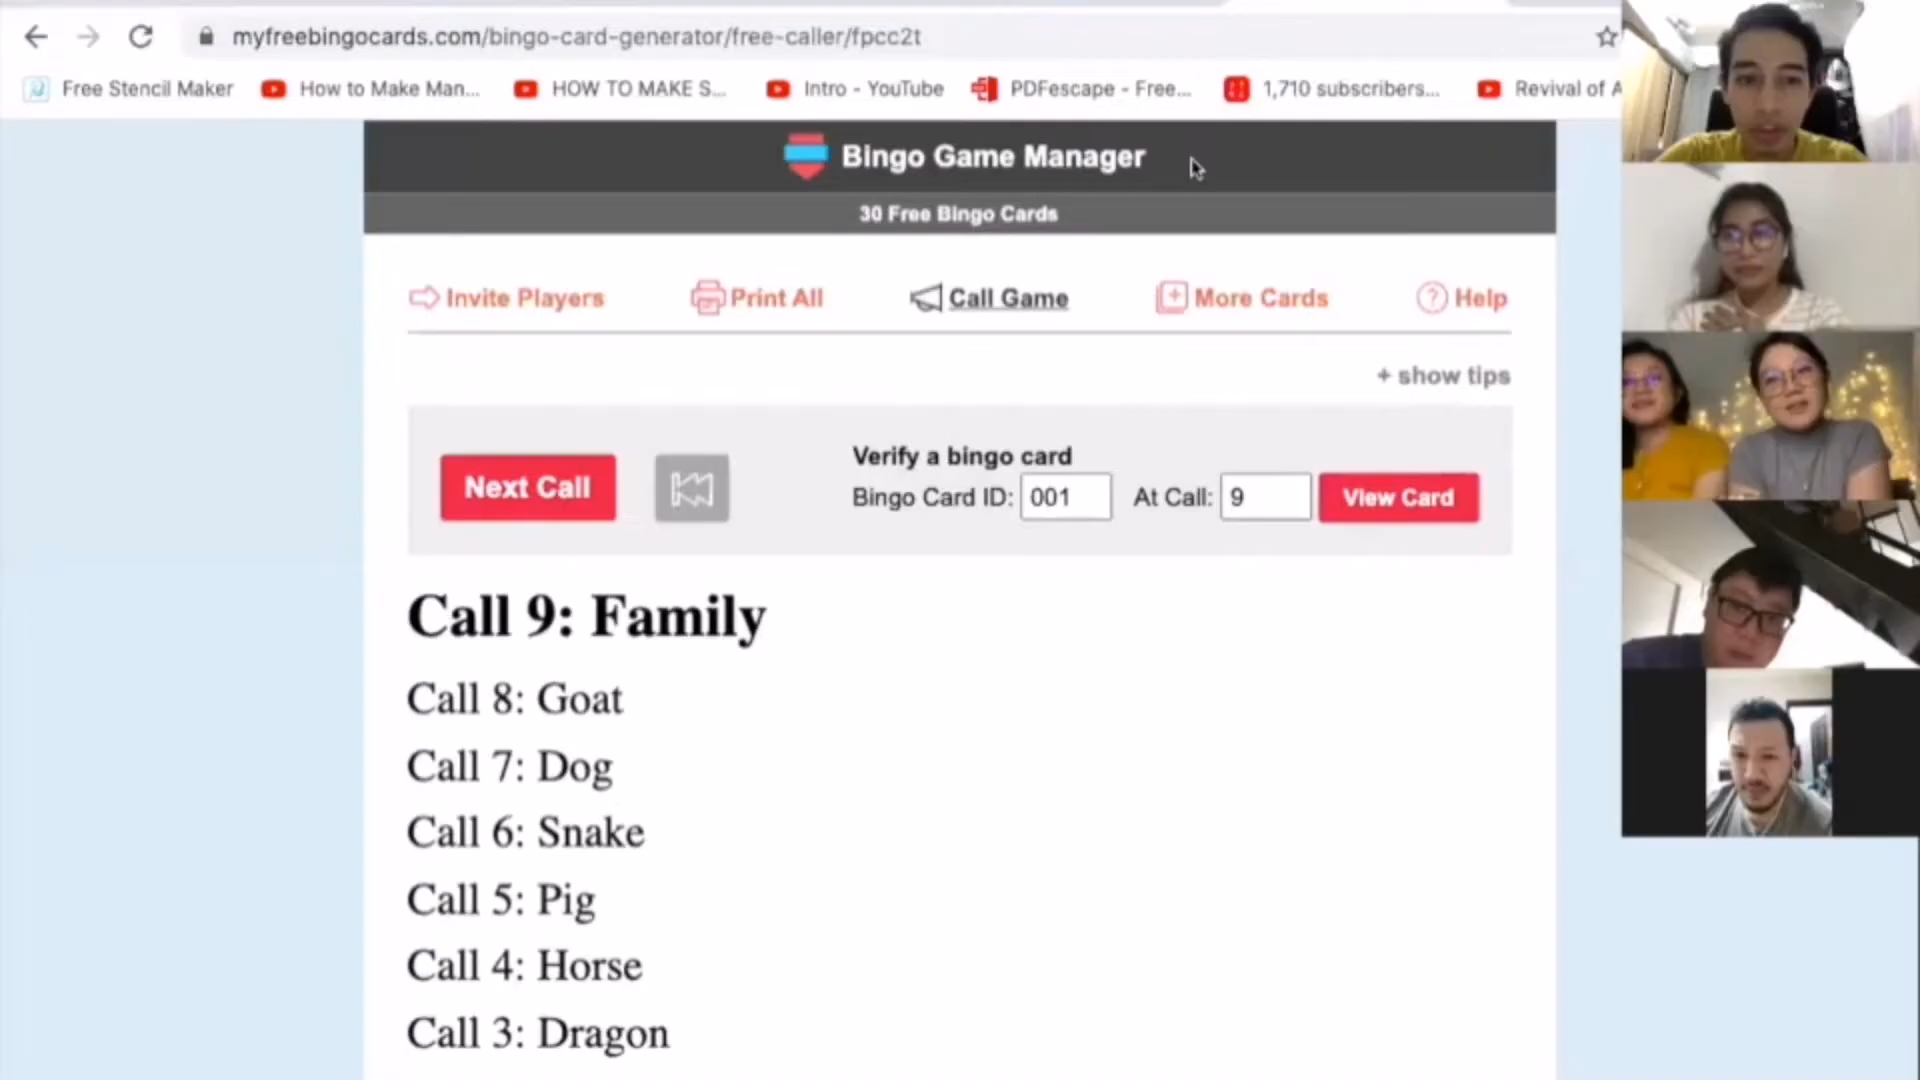 myfreebingocards.com/bingo-card-generator/free-caller/fpcc2t
Free Stencil Maker How to Make Man... HOW TO MAKE S... Intro - YouTube PDFescape - Free... 1,710 subscribers... Revival of A
Bingo Game Manager
30 Free Bingo Cards
Invite Players Print All Call Game More Cards Help
+ show tips
Verify a bingo card
Next Call Bingo Card ID: 001 At Call: 9 View Card
Call 9: Family
Call 8: Goat
Call 7: Dog
Call 6: Snake
Call 5: Pig
Call 4: Horse
Call 3: Dragon